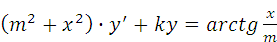 (m² + x²) · y′ + ky = arctg x/m